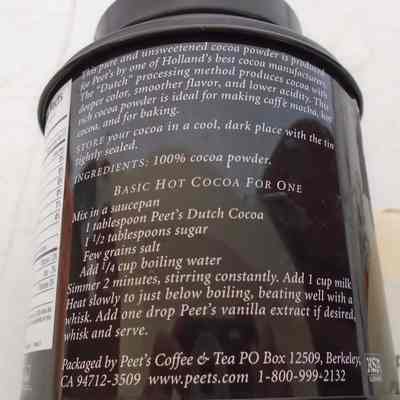 This pure and unsweetened cocoa powder is produced
for Peet's by one of Holland's best cocoa manufacturers.
The "Dutch" processing method produces cocoa with
deeper color, smoother flavor, and lower acidity. This
rich cocoa powder is ideal for making caffè mocha, hot
cocoa, and for baking.
STORE your cocoa in a cool, dark place with the tin
tightly sealed.
INGREDIENTS: 100% cocoa powder.
BASIC HOT COCOA FOR ONE
Mix in a saucepan
1 tablespoon Peet's Dutch Cocoa
1 1/2 tablespoons sugar
Few grains salt
Add 1/4 cup boiling water
Simmer 2 minutes, stirring constantly. Add 1 cup milk
Heat slowly to just below boiling, beating well with a
whisk. Add one drop Peet's vanilla extract if desired,
whisk and serve.
Packaged by Peet's Coffee & Tea PO Box 12509, Berkeley,
CA 94712-3509 www.peets.com 1-800-999-2132